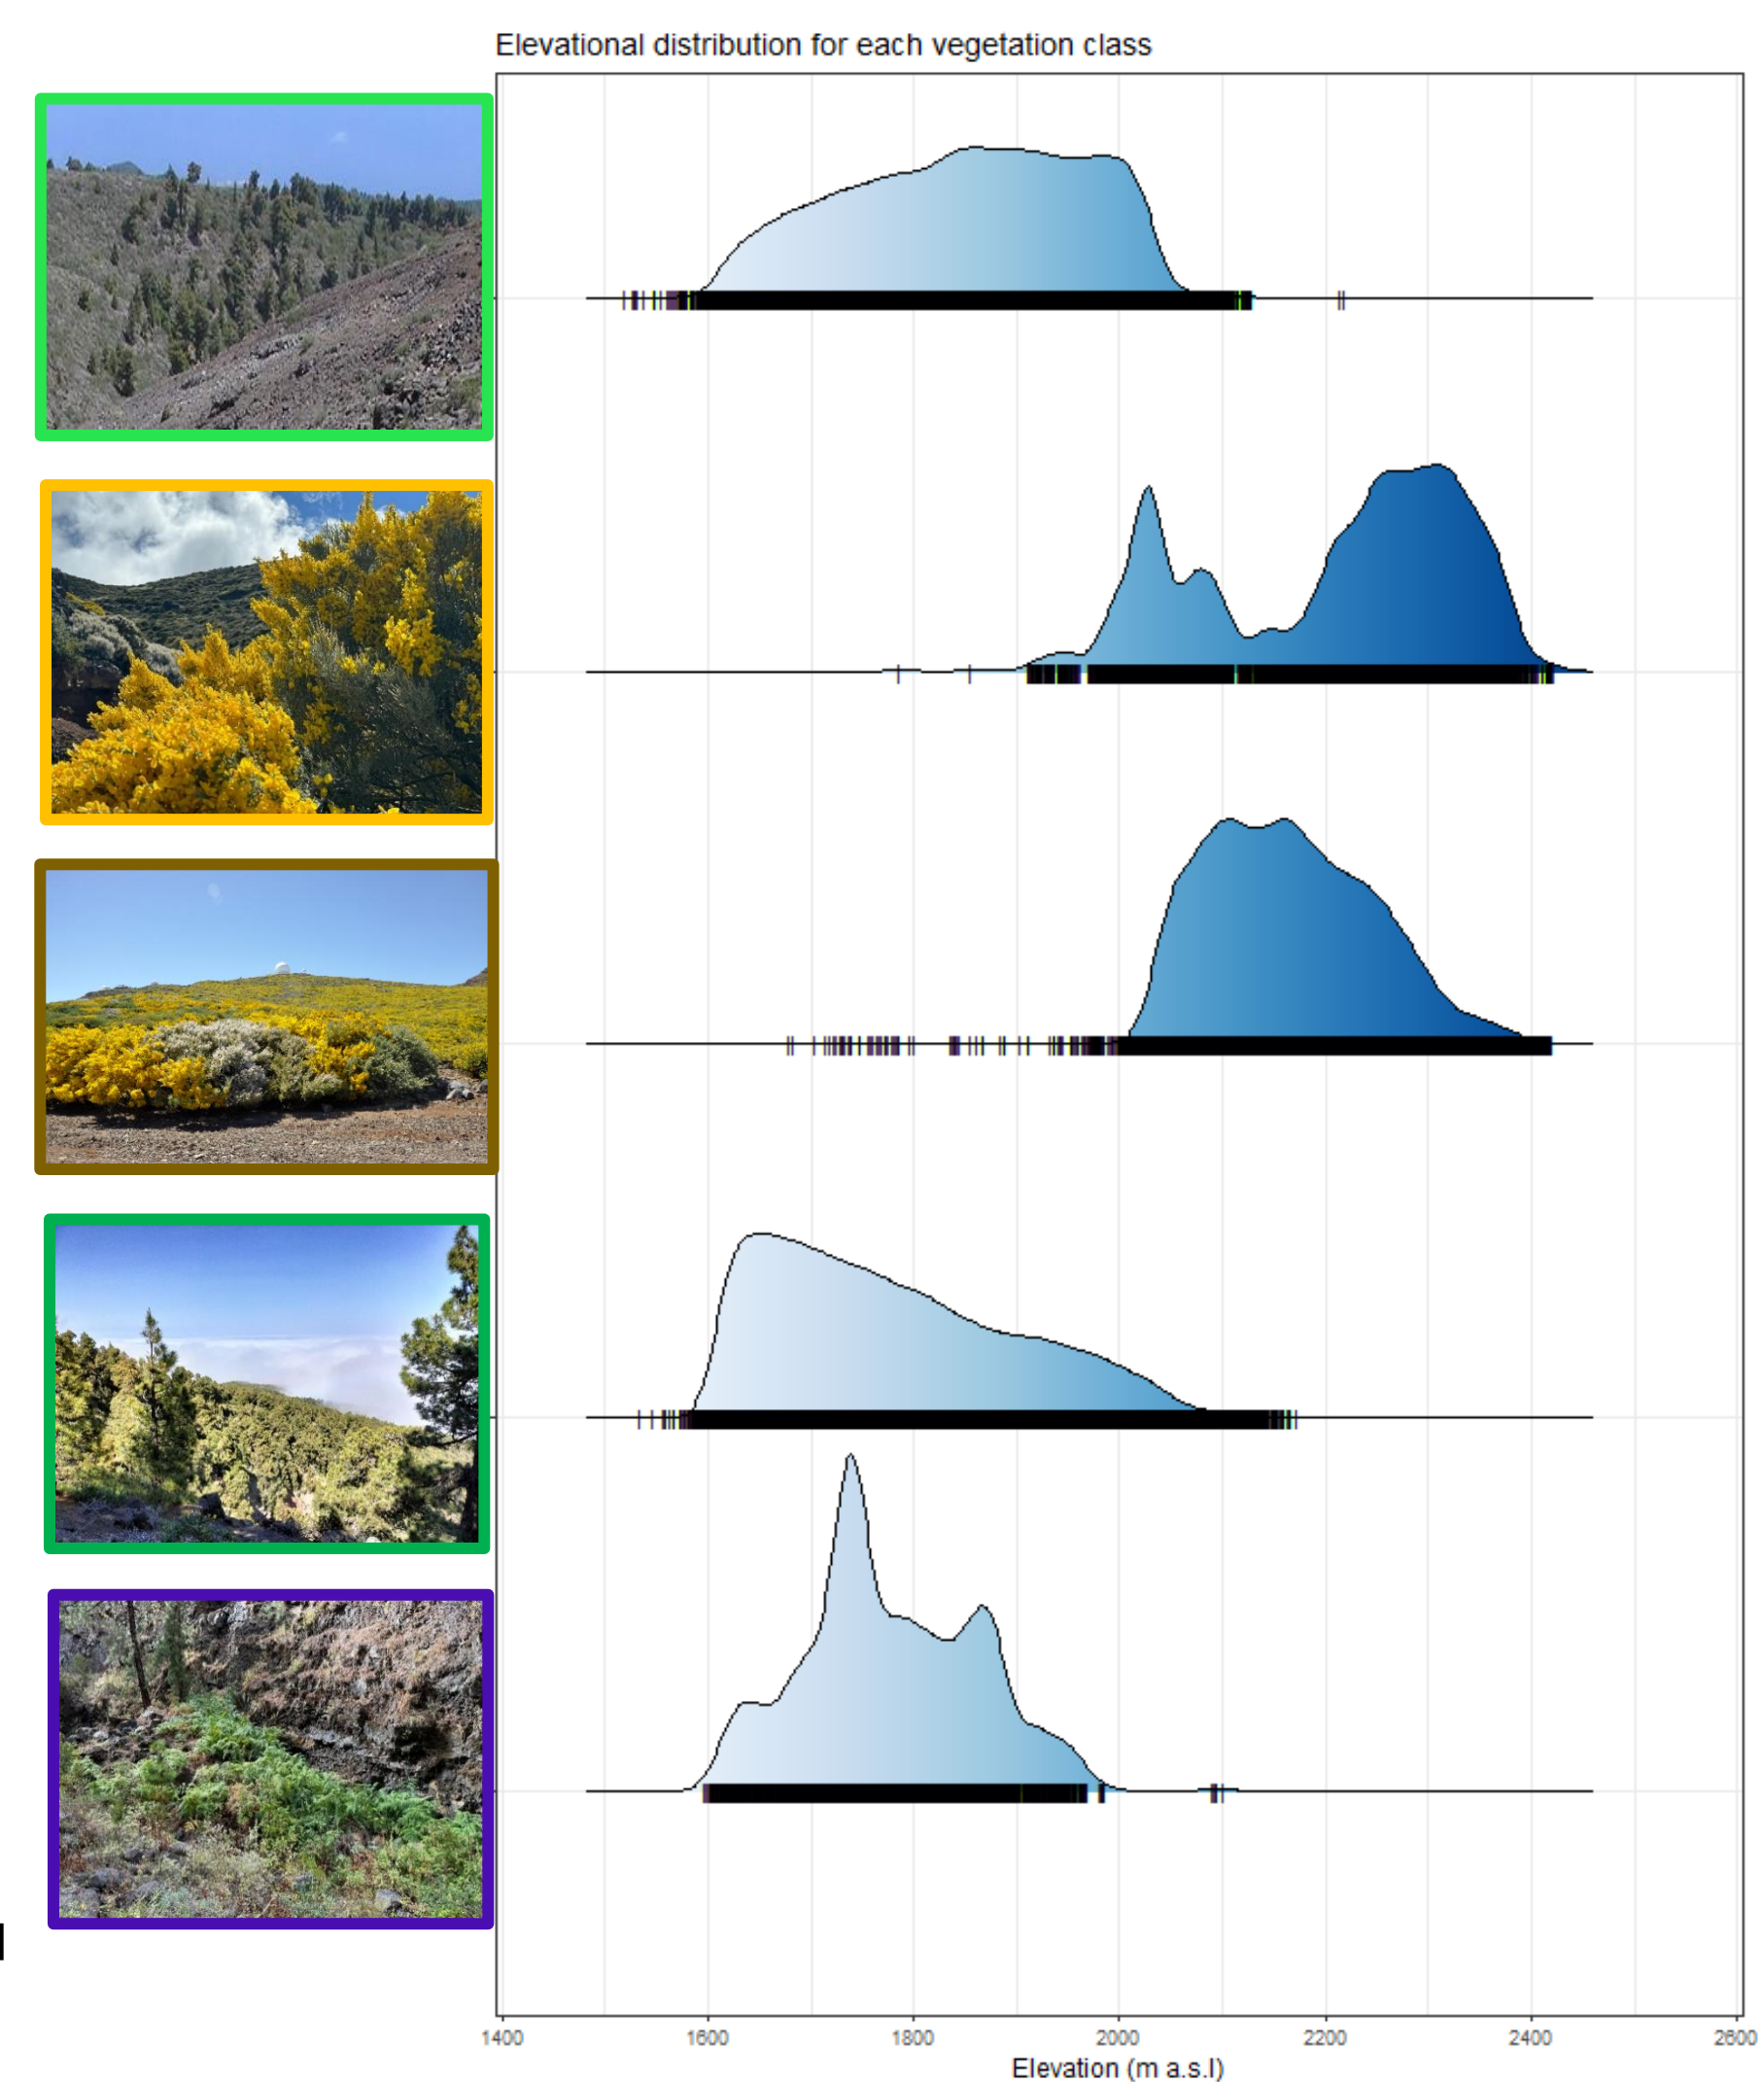 Elevational distribution for each vegetation class
1400 1600 1800 2000 2200 2400 2600
Elevation (m a.s.l)